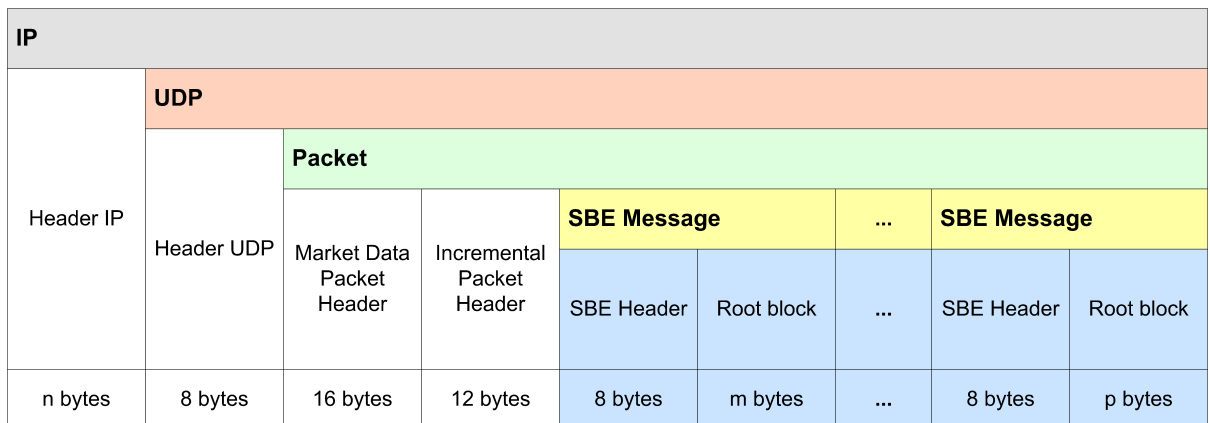 IP
UDP
Packet
Header IP
Header UDP
Market Data
Packet
Header
Incremental
Packet
Header
SBE Message
...
SBE Message
SBE Header
Root block
...
SBE Header
Root block
n bytes
8 bytes
16 bytes
12 bytes
8 bytes
m bytes
...
8 bytes
p bytes